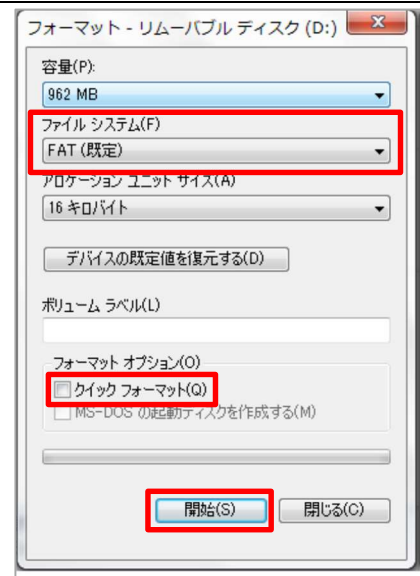 フォーマット - リムーバブル ディスク (D:)
容量(P):
962 MB
ファイル システム(F)
FAT (既定)
アロケーション ユニット サイズ(A)
16 キロバイト
デバイスの既定値を復元する(D)
ボリューム ラベル(L)
フォーマット オプション(O)
クイック フォーマット(Q)
MS-DOS の起動ディスクを作成する(M)
開始(S)
閉じる(C)